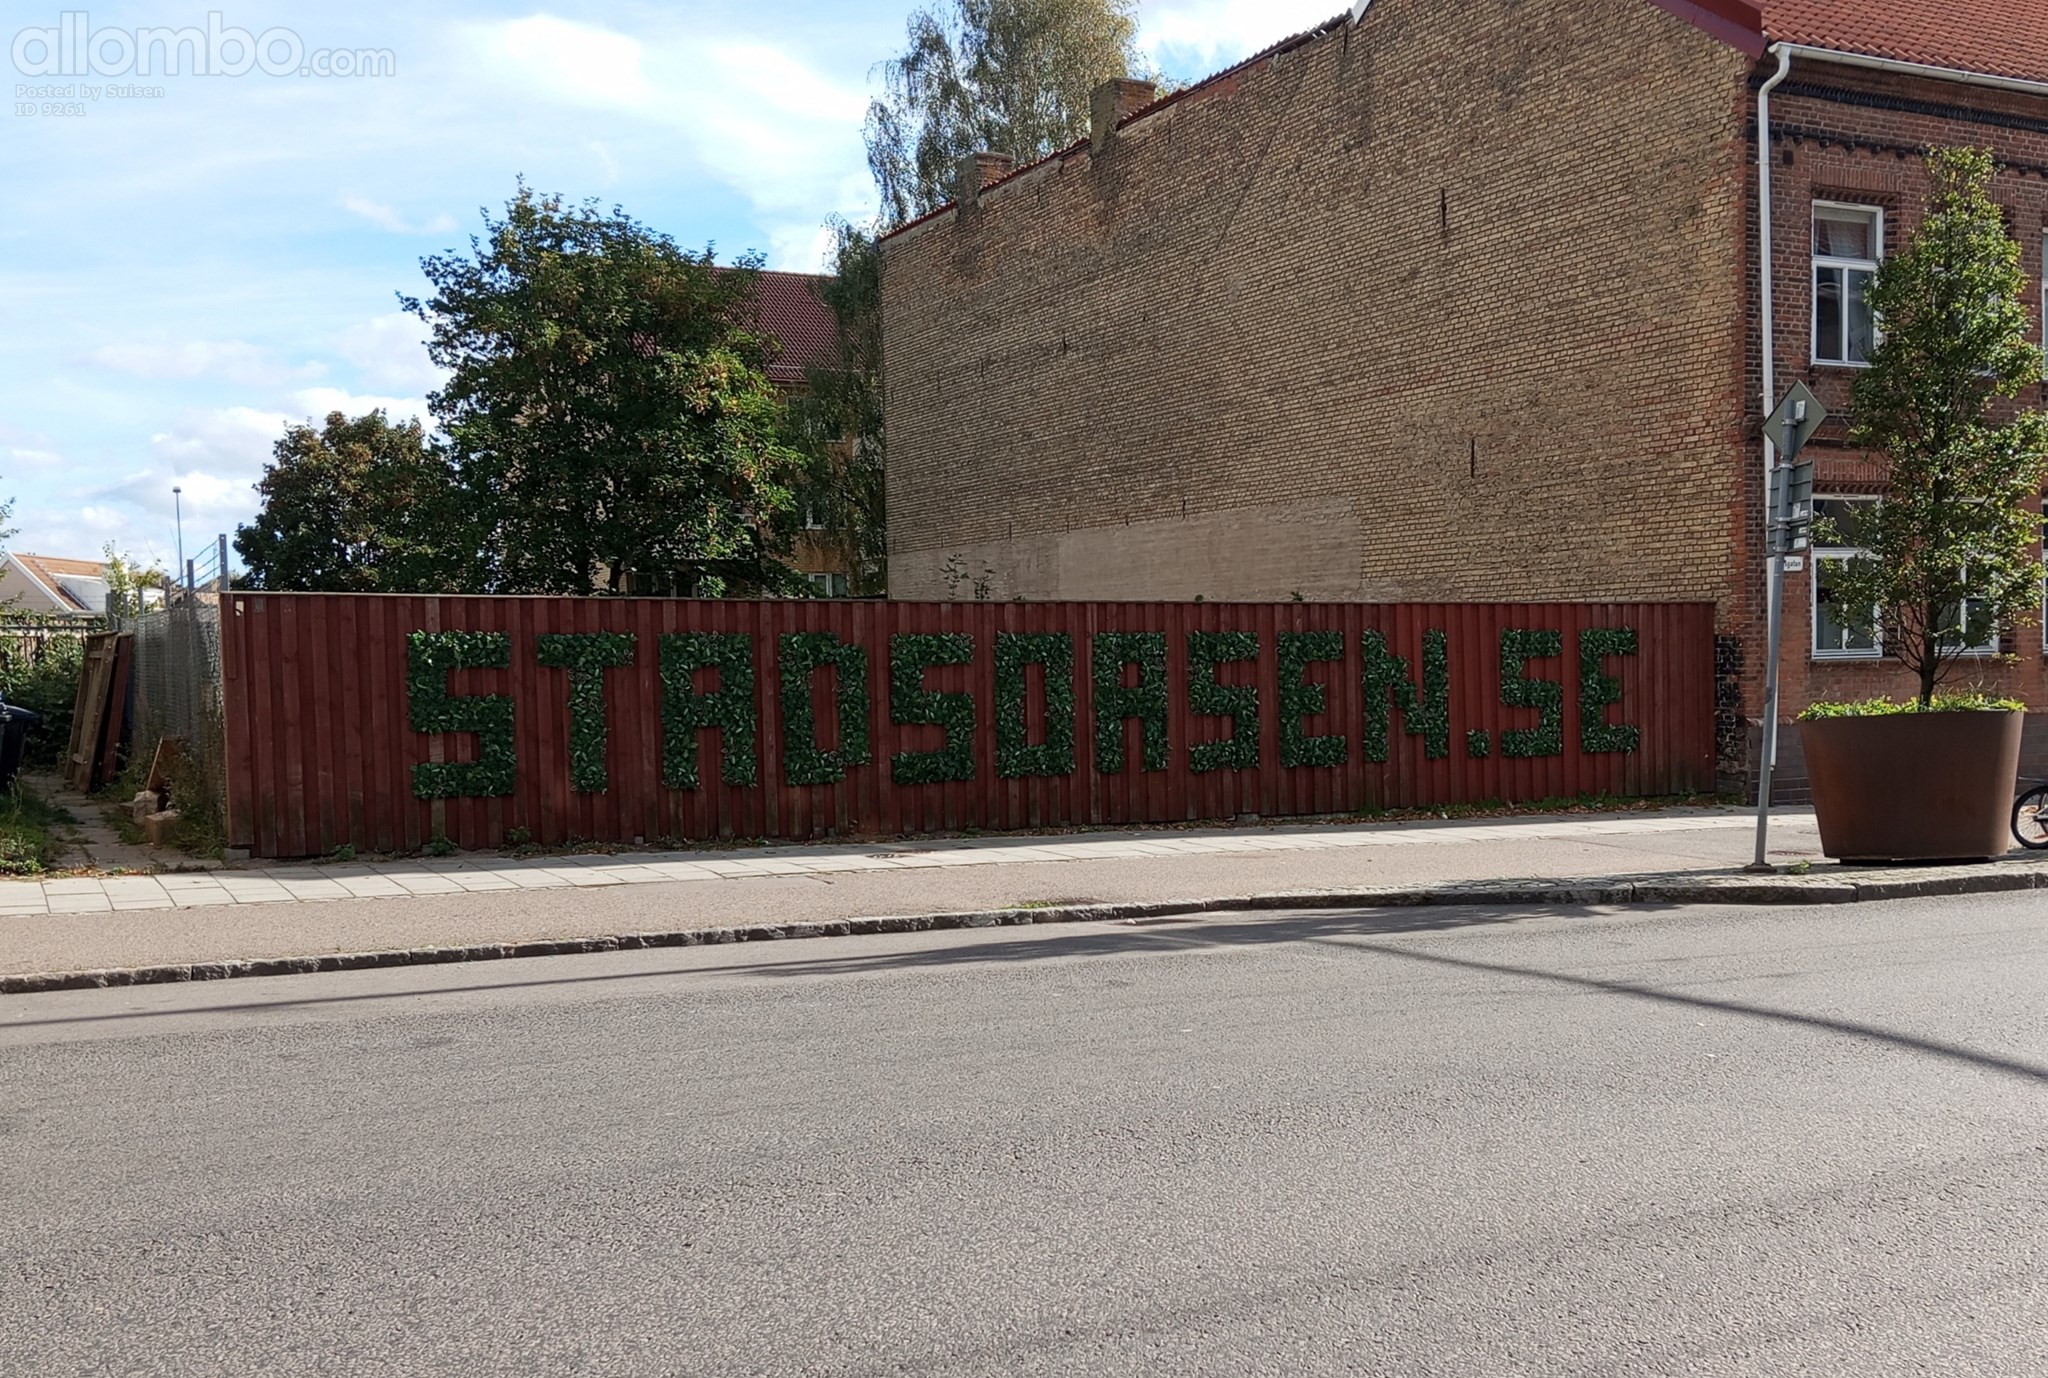 allombo.com
Posted by Suisen
ID 9261
STADSOASEN.SE